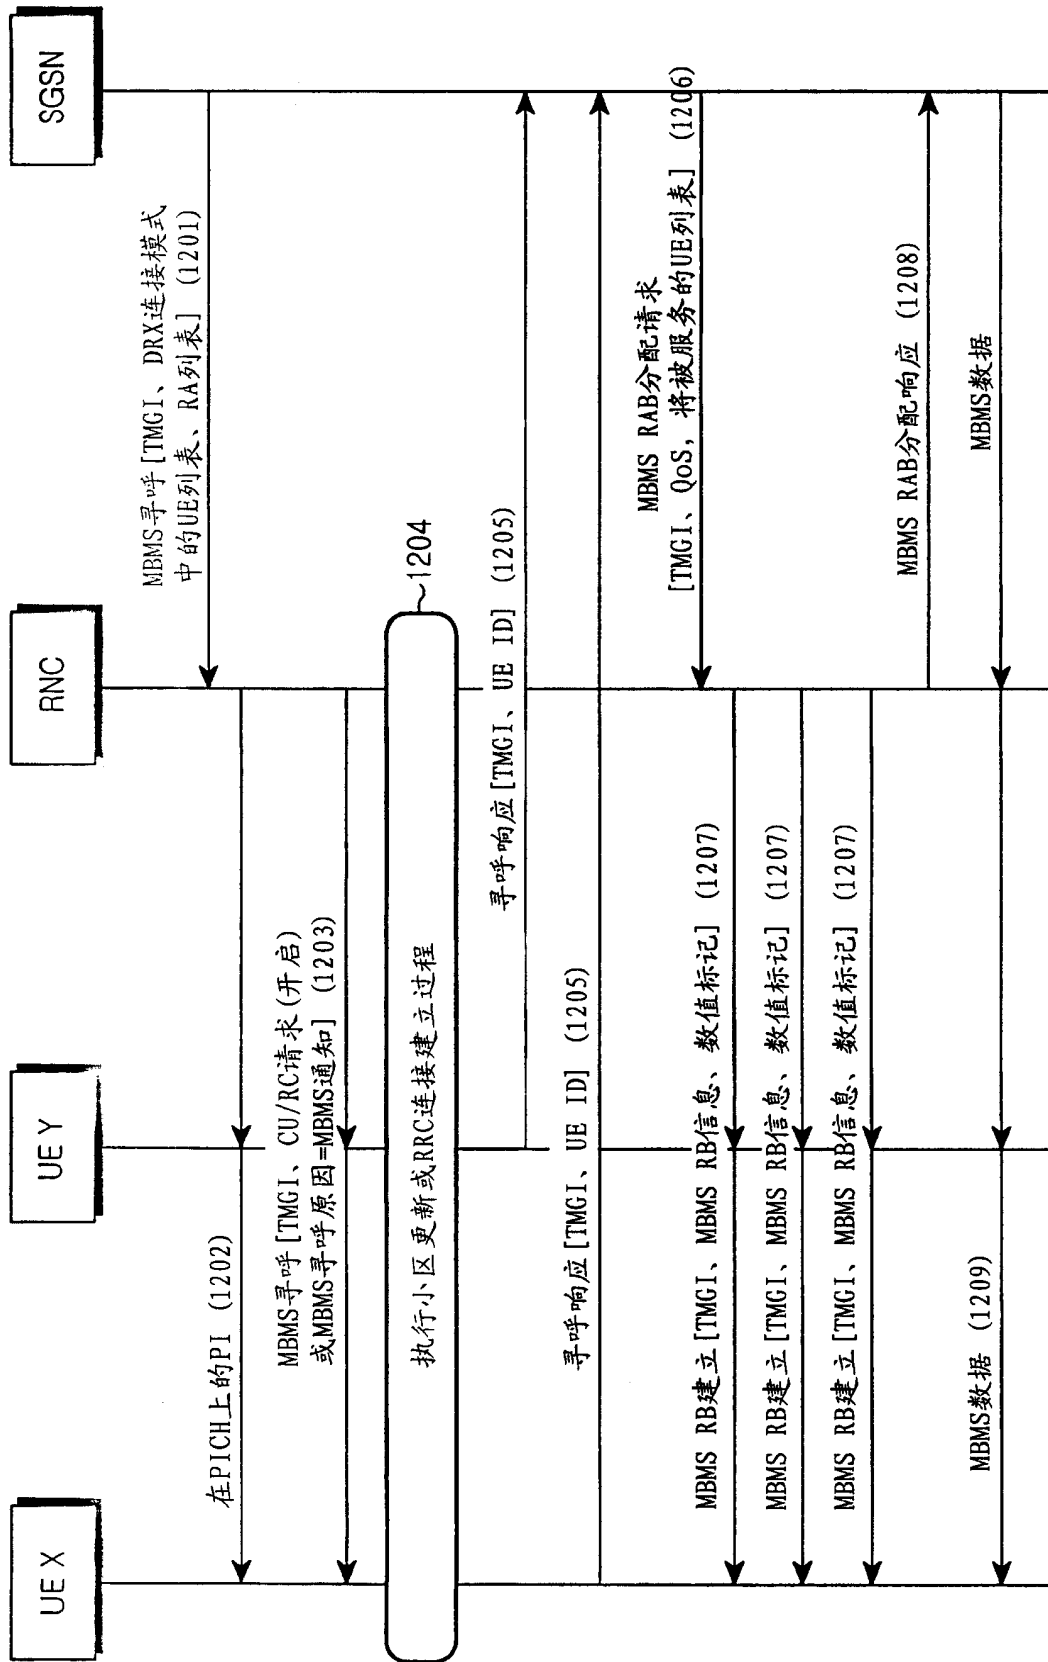 UE X
UE Y
RNC
SGSN
MBMS寻呼[TMGI、DRX连接模式
中的UE列表、RA列表] (1201)
在PICH上的PI (1202)
MBMS寻呼[TMGI、CU/RC请求(开启)
或MBMS寻呼原因=MBMS通知] (1203)
执行小区更新或RRC连接建立过程
1204
寻呼响应[TMGI、UE ID] (1205)
寻呼响应[TMGI、UE ID] (1205)
MBMS RAB分配请求
[TMGI、QoS, 将被服务的UE列表] (1206)
MBMS RB建立[TMGI、MBMS RB信息、数值标记] (1207)
MBMS RB建立[TMGI、MBMS RB信息、数值标记] (1207)
MBMS RB建立[TMGI、MBMS RB信息、数值标记] (1207)
MBMS RAB分配响应 (1208)
MBMS数据
MBMS数据 (1209)